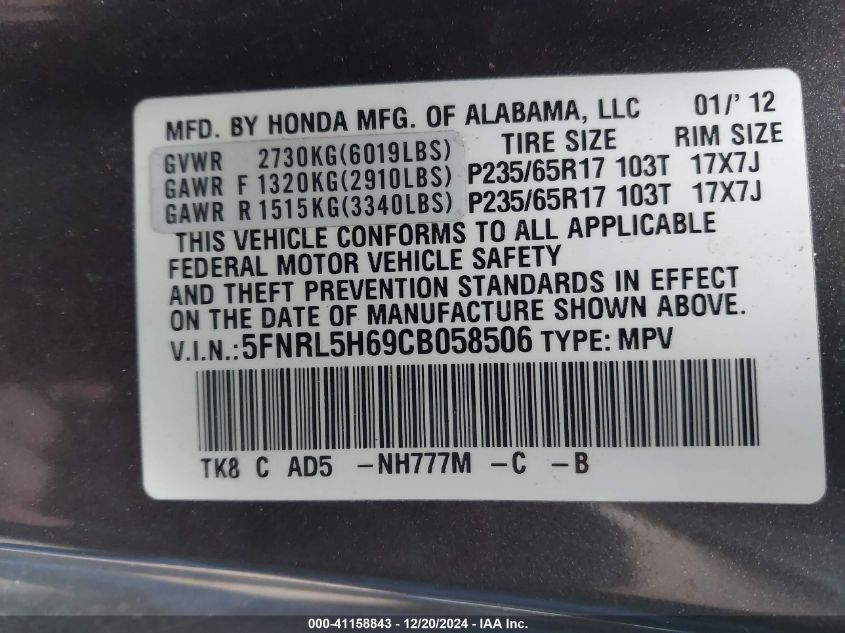 MFD. BY HONDA MFG. OF ALABAMA, LLC 01/' 12
TIRE SIZE RIM SIZE
GVWR 2730KG(6019LBS)
GAWR F 1320KG(2910LBS) P235/65R17 103T 17X7J
GAWR R 1515KG(3340LBS) P235/65R17 103T 17X7J
THIS VEHICLE CONFORMS TO ALL APPLICABLE
FEDERAL MOTOR VEHICLE SAFETY
AND THEFT PREVENTION STANDARDS IN EFFECT
ON THE DATE OF MANUFACTURE SHOWN ABOVE.
V.I.N.:5FNRL5H69CB058506 TYPE: MPV
TK8 C AD5 -NH777M -C -B
000-41158843 - 12/20/2024 - IAA Inc.